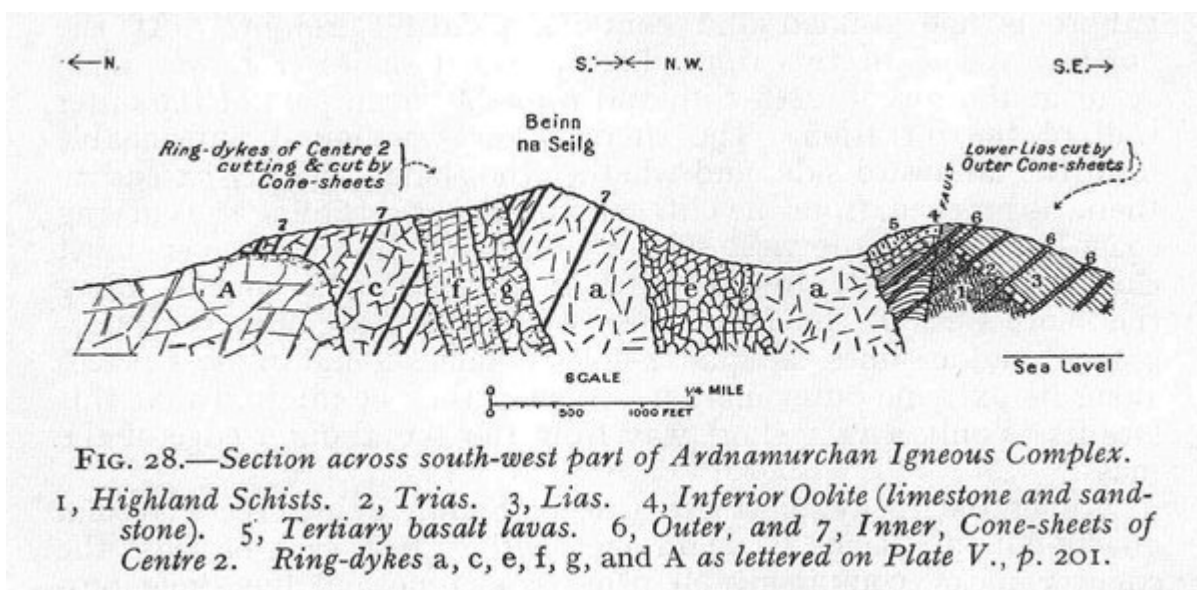 ←N.
S.→← N.W.
S.E.→
Beinn
na Seilg
Ring-dykes of Centre 2
cutting & cut by
Cone-sheets
Lower Lias cut by
Outer Cone-sheets
FAULT
7
7
7
5
4
6
6
6
A
c
f
g
a
e
a
1
2
3
Sea Level
SCALE
0
0
1/4 MILE
500
1000 FEET
FIG. 28.—Section across south-west part of Ardnamurchan Igneous Complex.
1, Highland Schists. 2, Trias. 3, Lias. 4, Inferior Oolite (limestone and sand-
stone). 5, Tertiary basalt lavas. 6, Outer, and 7, Inner, Cone-sheets of
Centre 2. Ring-dykes a, c, e, f, g, and A as lettered on Plate V., p. 201.